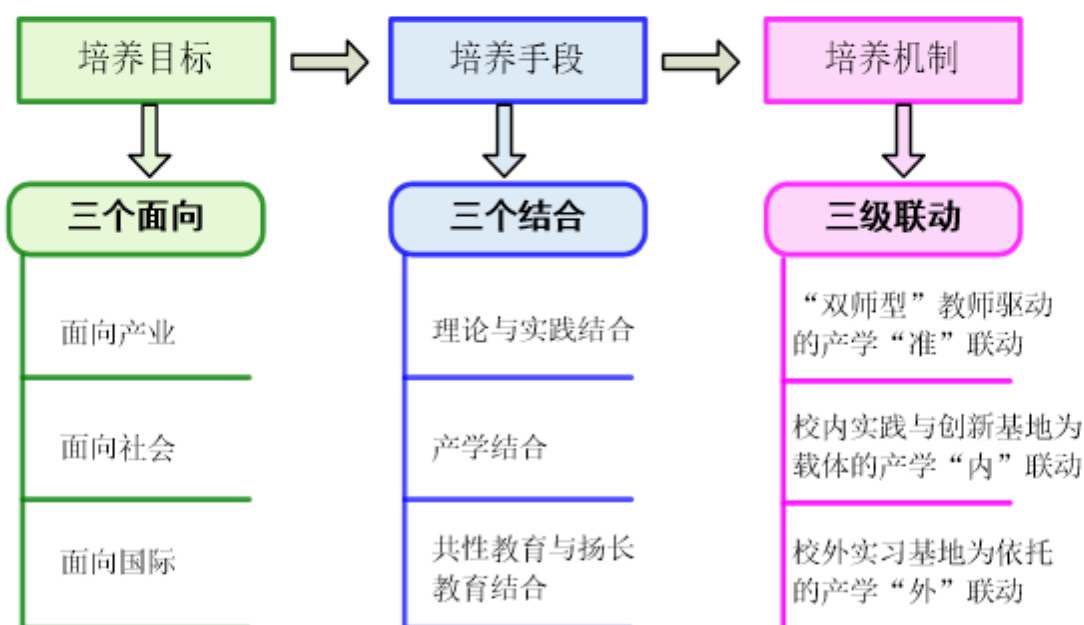 培养目标
培养手段
培养机制
三个面向
三个结合
三级联动
面向产业
面向社会
面向国际
理论与实践结合
产学结合
共性教育与扬长
教育结合
“双师型”教师驱动
的产学“准”联动
校内实践与创新基地为
载体的产学“内”联动
校外实习基地为依托
的产学“外”联动